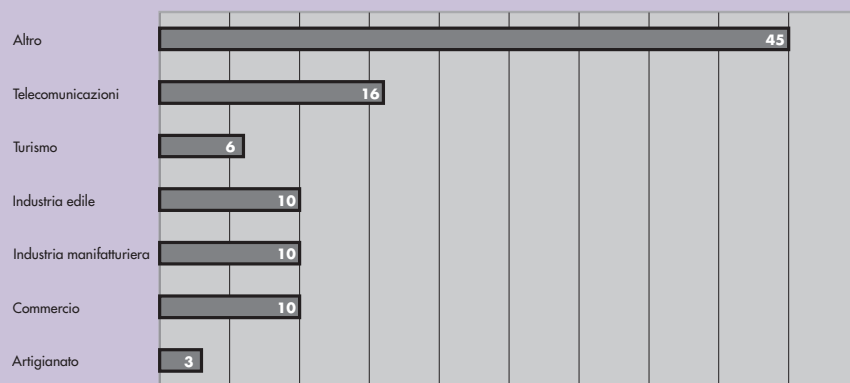 Altro 45
Telecomunicazioni 16
Turismo 6
Industria edile 10
Industria manifatturiera 10
Commercio 10
Artigianato 3